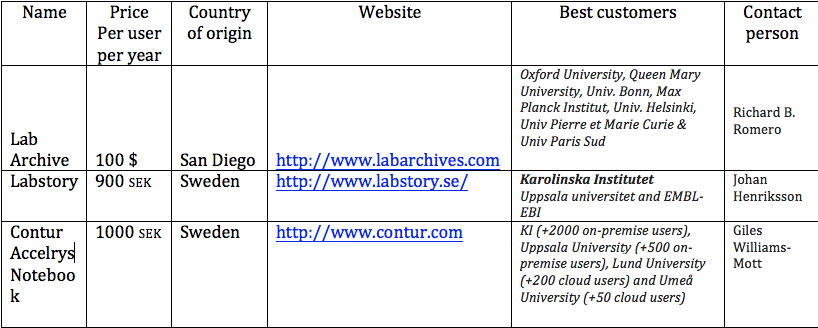 Name
Price
Per user
per year
Country
of origin
Website
Best customers
Contact
person
Lab
Archive
100 $
San Diego
http://www.labarchives.com
Oxford University, Queen Mary
University, Univ. Bonn, Max
Planck Institut, Univ. Helsinki,
Univ Pierre et Marie Curie &
Univ Paris Sud
Richard B.
Romero
Labstory
900 SEK
Sweden
http://www.labstory.se/
Karolinska Institutet
Uppsala universitet and EMBL-
EBI
Johan
Henriksson
Contur
Accelrys
Noteboo
k
1000 SEK
Sweden
http://www.contur.com
KI (+2000 on-premise users),
Uppsala University (+500 on-
premise users), Lund University
(+200 cloud users) and Umeå
University (+50 cloud users)
Giles
Williams-
Mott